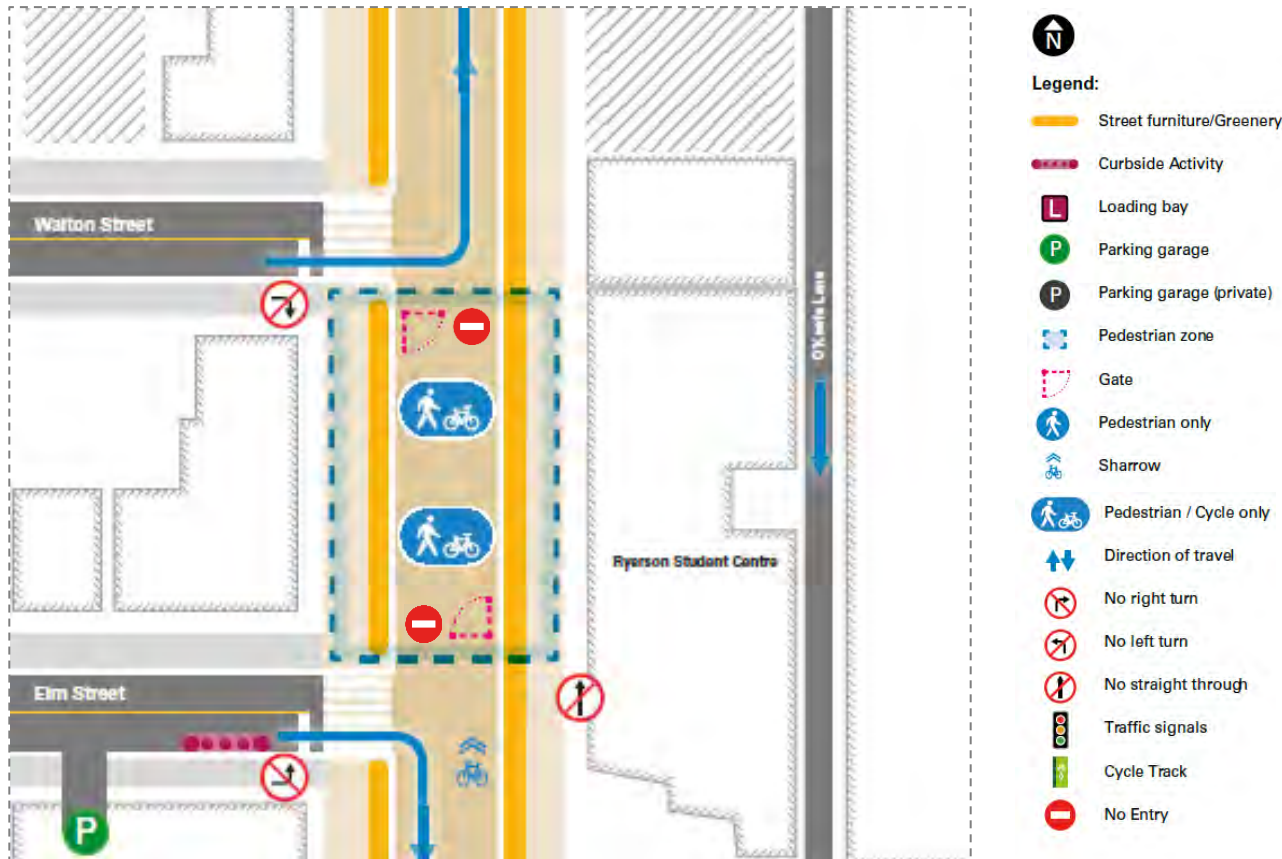 Walton Street
O'Keefe Lane
Ryerson Student Centre
Elm Street
P
N
Legend:
Street furniture/Greenery
Curbside Activity
L
Loading bay
P
Parking garage
P
Parking garage (private)
Pedestrian zone
Gate
Pedestrian only
Sharrow
Pedestrian / Cycle only
Direction of travel
No right turn
No left turn
No straight through
Traffic signals
Cycle Track
No Entry